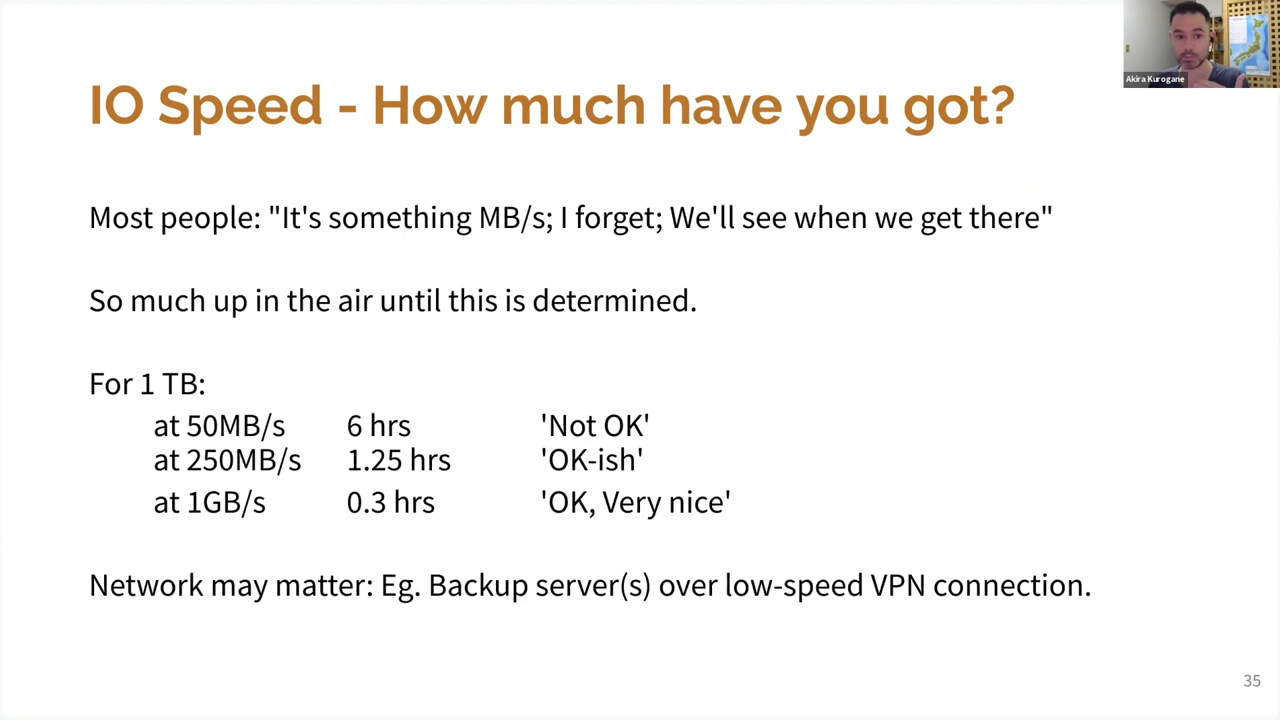 IO Speed - How much have you got?
Akira Kurogane
Most people: "It's something MB/s; I forget; We'll see when we get there"
So much up in the air until this is determined.
For 1 TB:
at 50MB/s 6 hrs 'Not OK'
at 250MB/s 1.25 hrs 'OK-ish'
at 1GB/s 0.3 hrs 'OK, Very nice'
Network may matter: Eg. Backup server(s) over low-speed VPN connection.
35